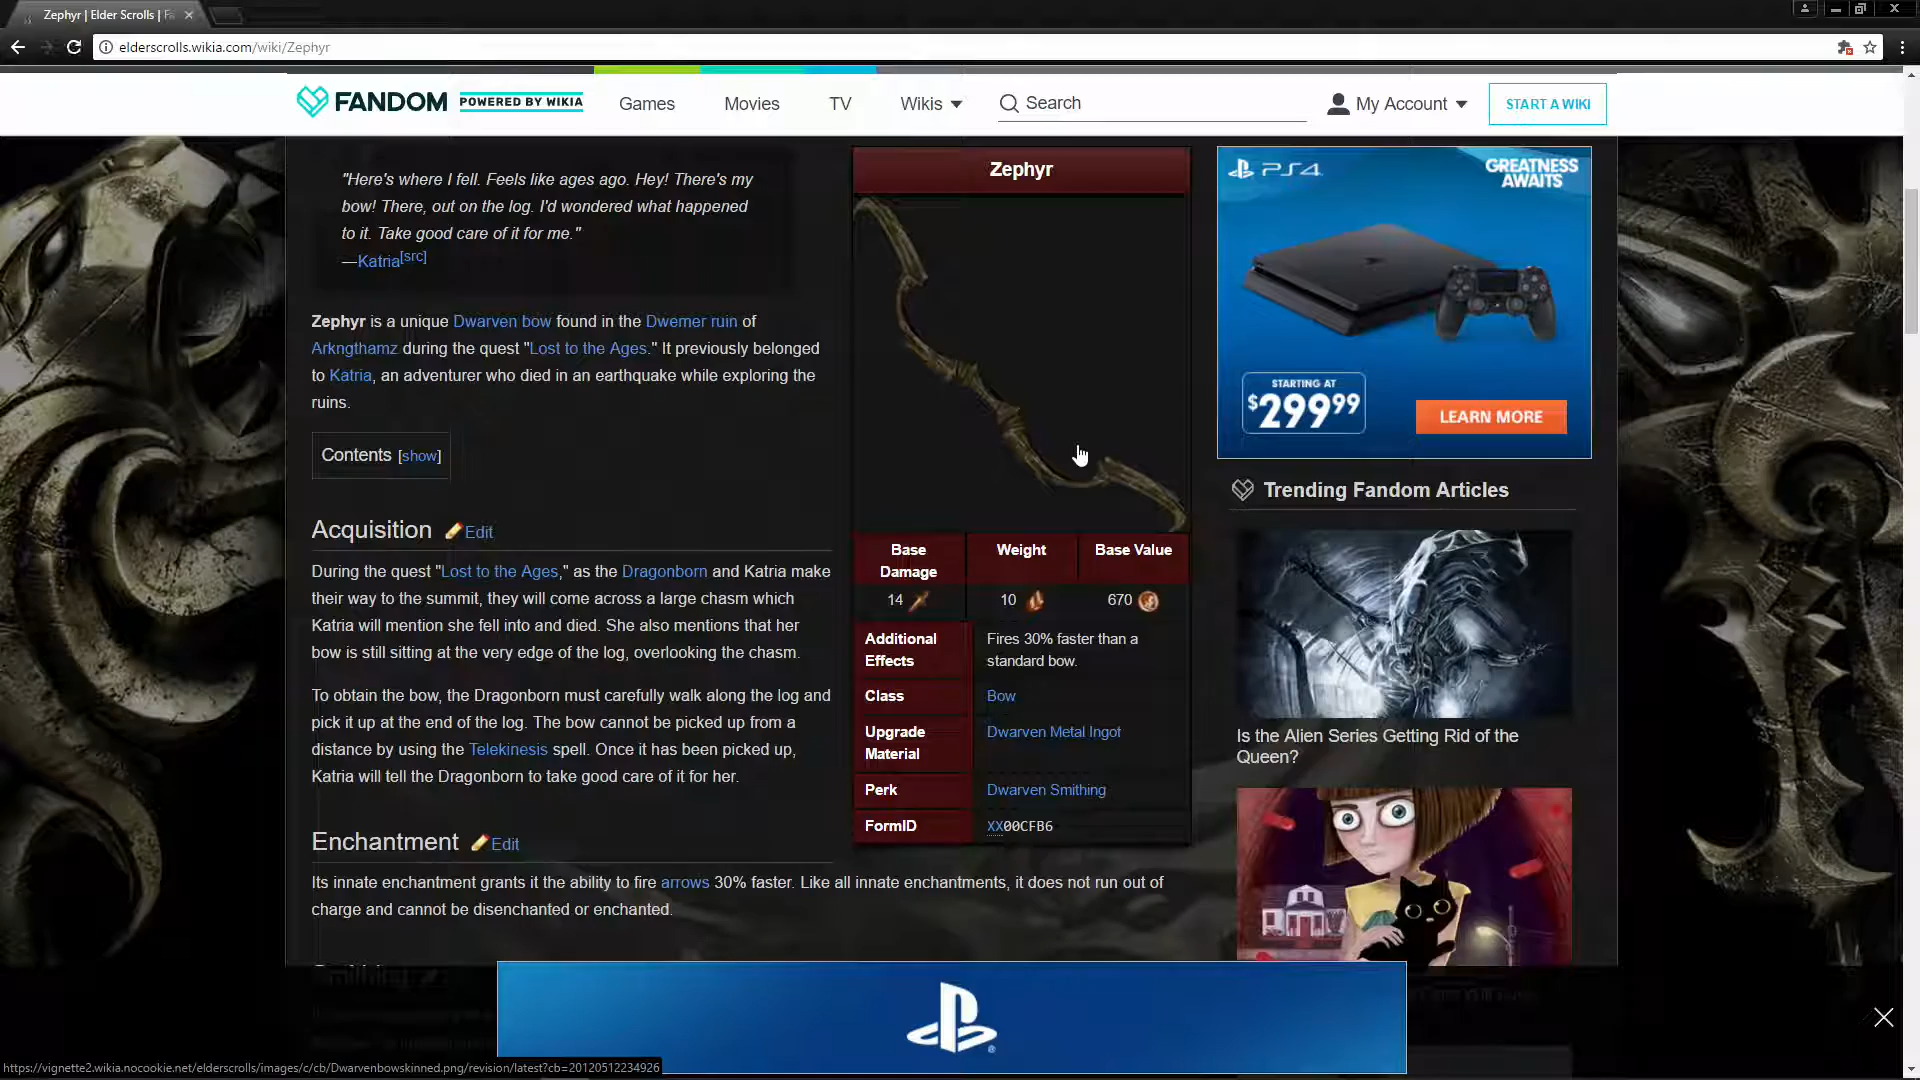 Zephyr | Elder Scrolls | Fa
elderscrolls.wikia.com/wiki/Zephyr
FANDOM
POWERED BY WIKIA
Games
Movies
TV
Wikis
Search
My Account
START A WIKI
"Here's where I fell. Feels like ages ago. Hey! There's my
bow! There, out on the log. I'd wondered what happened
to it. Take good care of it for me."
—Katria[src]
Zephyr is a unique Dwarven bow found in the Dwemer ruin of
Arkngthamz during the quest "Lost to the Ages." It previously belonged
to Katria, an adventurer who died in an earthquake while exploring the
ruins.
Contents [show]
Acquisition Edit
During the quest "Lost to the Ages," as the Dragonborn and Katria make
their way to the summit, they will come across a large chasm which
Katria will mention she fell into and died. She also mentions that her
bow is still sitting at the very edge of the log, overlooking the chasm.
To obtain the bow, the Dragonborn must carefully walk along the log and
pick it up at the end of the log. The bow cannot be picked up from a
distance by using the Telekinesis spell. Once it has been picked up,
Katria will tell the Dragonborn to take good care of it for her.
Enchantment Edit
Its innate enchantment grants it the ability to fire arrows 30% faster. Like all innate enchantments, it does not run out of
charge and cannot be disenchanted or enchanted.
Zephyr
Base Damage
Weight
Base Value
14
10
670
Additional Effects
Fires 30% faster than a
standard bow.
Class
Bow
Upgrade Material
Dwarven Metal Ingot
Perk
Dwarven Smithing
FormID
XX00CFB6
PS4
GREATNESS
AWAITS
STARTING AT
$299.99
LEARN MORE
Trending Fandom Articles
Is the Alien Series Getting Rid of the
Queen?
https://vignette2.wikia.nocookie.net/elderscrolls/images/c/cb/Dwarvenbowskinned.png/revision/latest?cb=20120512234926